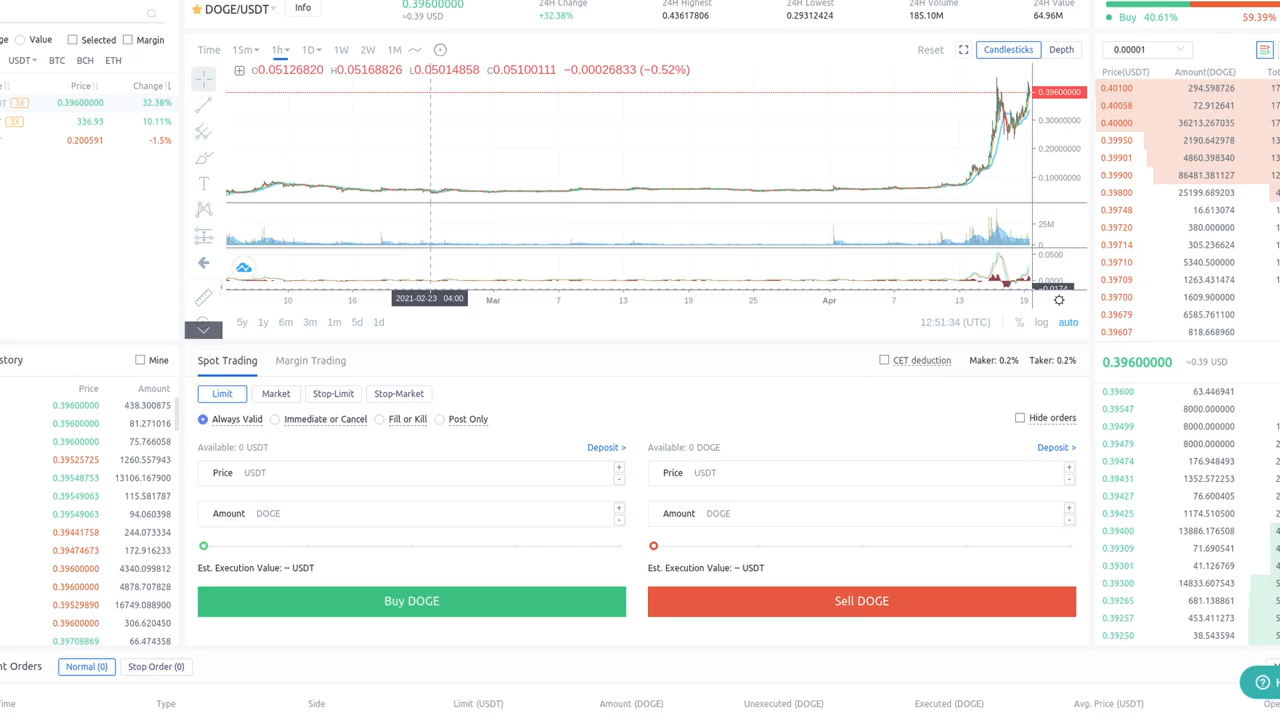 DOGE/USDT
Info
0.39600000
≈0.39 USD
24H Change
+32.38%
24H Highest
0.43617806
24H Lowest
0.29312424
24H Volume
185.10M
24H Value
64.96M
Buy 40.61%
59.39%
Value
Selected
Margin
USDT BTC BCH ETH
Price Change
3X 0.39600000 32.38%
3X 336.93 10.11%
0.200591 -1.5%
Time 15m 1h 1D 1W 2W 1M
Reset
Candlesticks
Depth
O0.05126820 H0.05168826 L0.05014858 C0.05100111 −0.00026833 (−0.52%)
0.39600000
0.30000000
0.20000000
0.10000000
25M
0
0.0500
0.0000
10 16 2021-02-23 04:00 Mar 7 13 19 25 Apr 7 13 19
5y 1y 6m 3m 1m 5d 1d
12:51:34 (UTC) % log auto
0.00001
Price(USDT) Amount(DOGE)
0.40100 294.598726
0.40058 72.912641
0.40000 36213.267035
0.39950 2190.642978
0.39901 4860.398340
0.39900 86481.381127
0.39800 25199.689203
0.39748 16.613074
0.39720 380.000000
0.39714 305.236624
0.39710 5340.500000
0.39709 1263.431474
0.39700 1609.900000
0.39679 6585.761100
0.39607 818.668960
0.39600000 ≈0.39 USD
0.39600 63.446941
0.39547 8000.000000
0.39499 8000.000000
0.39479 8000.000000
0.39474 176.948493
0.39431 1352.572253
0.39427 76.600405
0.39425 1174.510500
0.39400 13886.176508
0.39309 71.690541
0.39301 41.126769
0.39300 14833.607543
0.39265 681.138861
0.39257 453.411273
0.39250 38.543594
Mine
Price Amount
0.39600000 438.300875
0.39600000 81.271016
0.39600000 75.766058
0.39525725 1260.557943
0.39548753 13106.167900
0.39549063 115.581787
0.39549063 94.060398
0.39441758 244.073334
0.39474673 172.916233
0.39600000 4340.099812
0.39600000 4878.707828
0.39529890 16749.088900
0.39600000 306.620450
0.39708869 66.474358
Spot Trading
Margin Trading
CET deduction
Maker: 0.2%
Taker: 0.2%
Limit
Market
Stop-Limit
Stop-Market
Always Valid
Immediate or Cancel
Fill or Kill
Post Only
Hide orders
Available: 0 USDT
Deposit >
Price USDT
+
-
Amount DOGE
+
-
Est. Execution Value: -- USDT
Buy DOGE
Available: 0 DOGE
Deposit >
Price USDT
+
-
Amount DOGE
+
-
Est. Execution Value: -- USDT
Sell DOGE
Orders
Normal (0)
Stop Order (0)
Type Side Limit (USDT) Amount (DOGE) Unexecuted (DOGE) Executed (DOGE) Avg. Price (USDT)